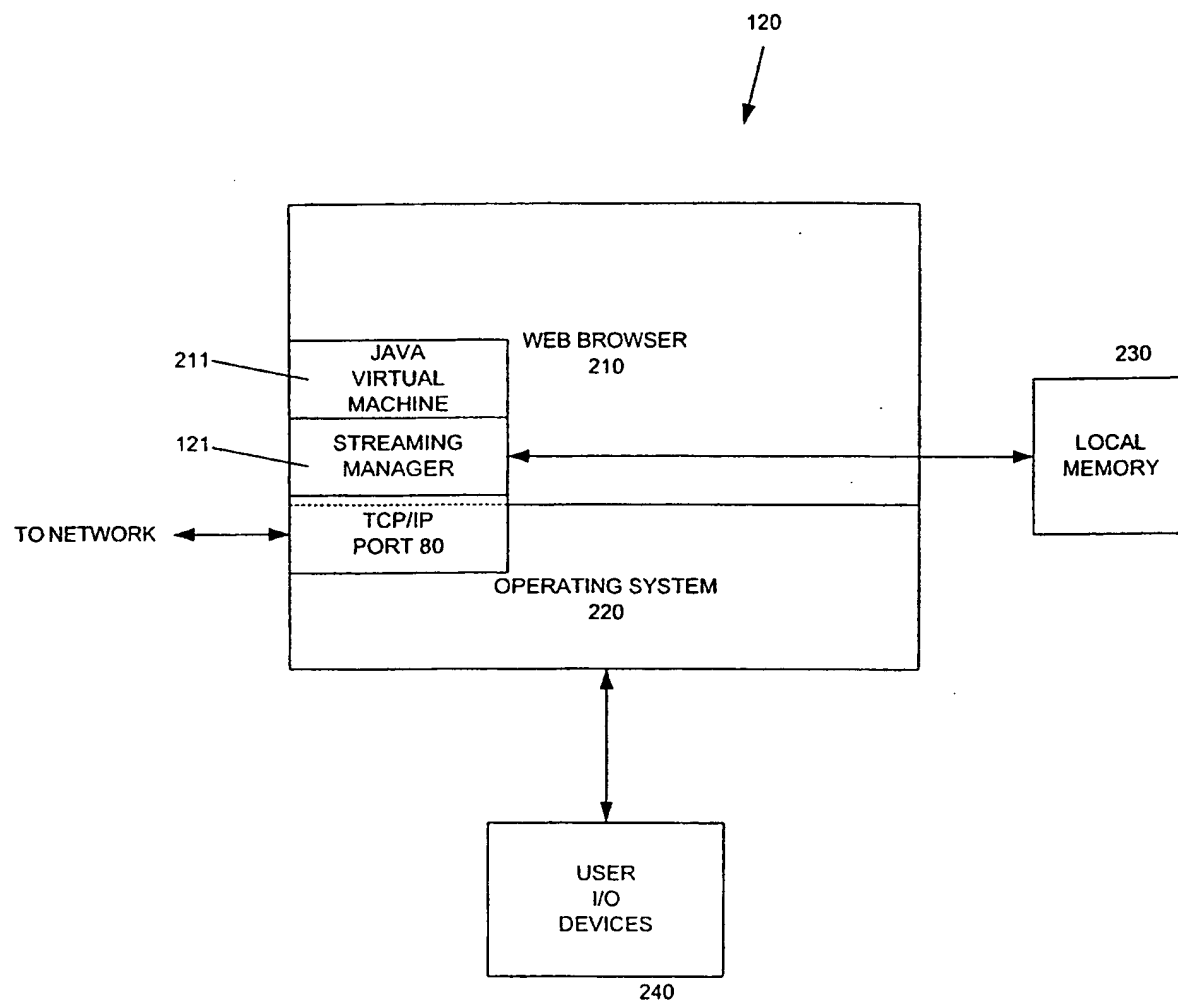 120
WEB BROWSER
210
230
211
JAVA
VIRTUAL
MACHINE
121
STREAMING
MANAGER
LOCAL
MEMORY
TO NETWORK
TCP/IP
PORT 80
OPERATING SYSTEM
220
USER
I/O
DEVICES
240